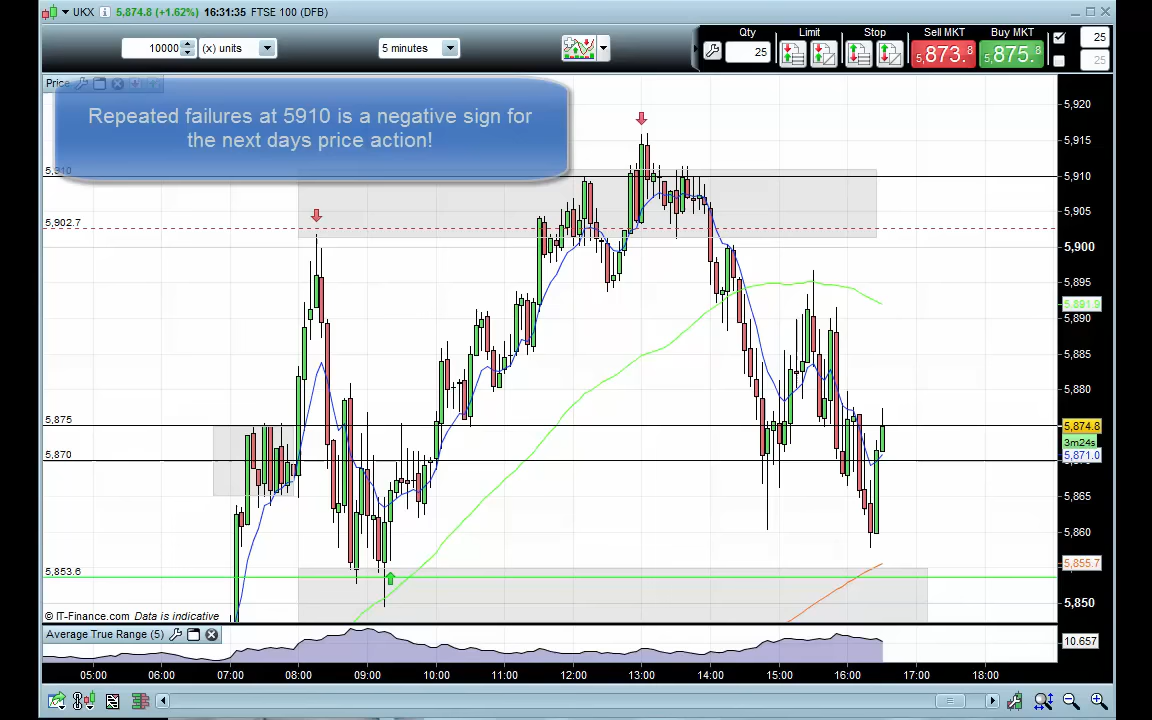 UKX 5,874.8 (+1.62%) 16:31:35 FTSE 100 (DFB)
10000 (x) units 5 minutes
Qty Limit Stop Sell MKT Buy MKT
25 5,873.8 5,875.8 25
25
Price
Repeated failures at 5910 is a negative sign for
the next days price action!
5,920
5,915
5,910
5,905
5,902.7
5,900
5,895
5,891.9
5,890
5,885
5,880
5,875
5,874.8
3m24s
5,870
5,871.0
5,865
5,860
5,855.7
5,853.6
5,850
© IT-Finance.com Data is indicative
Average True Range (5)
10.657
05:00 06:00 07:00 08:00 09:00 10:00 11:00 12:00 13:00 14:00 15:00 16:00 17:00 18:00